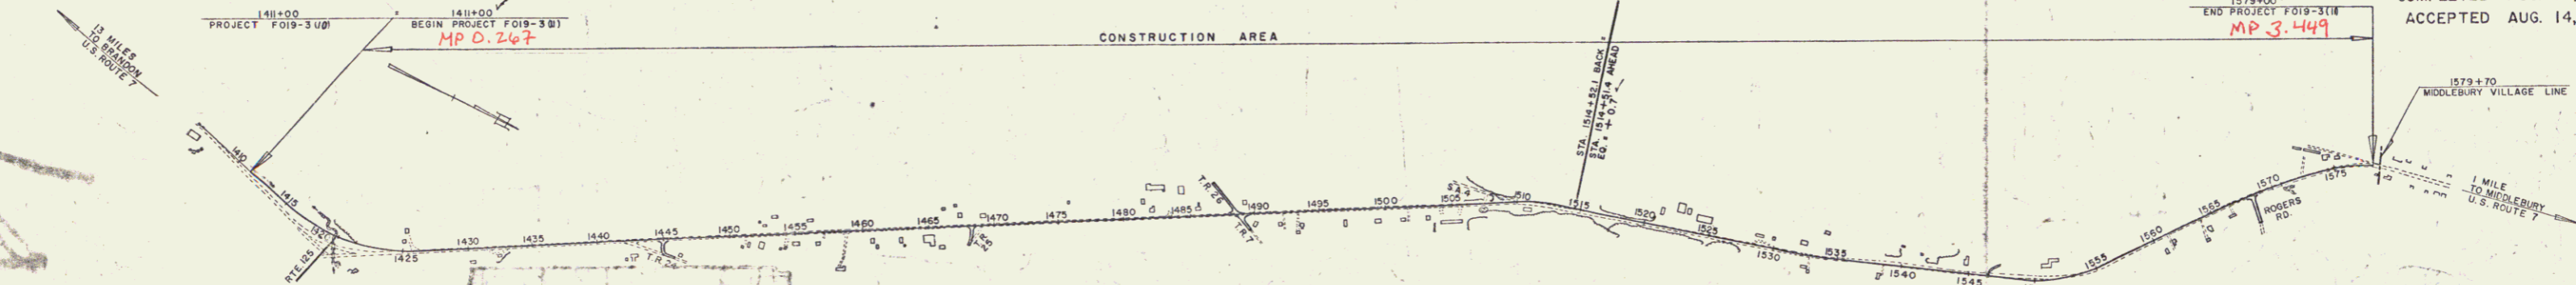 1411+00
PROJECT F019-3(10)
1411+00
BEGIN PROJECT F019-3(11)
MP 0.267
CONSTRUCTION AREA
1579+00
END PROJECT F019-3(11)
MP 3.449
ACCEPTED AUG. 14,
13 MILES
TO BRANDON
U.S. ROUTE 7
STA. 1514+52.1 BACK =
STA. 1514+51.4 AHEAD
EQ. = + 0.7'
1579+70
MIDDLEBURY VILLAGE LINE
1 MILE
TO MIDDLEBURY
U.S. ROUTE 7
1410
1415
1420
RTE. 125
1425
1430
1435
1440
1445
1450
1455
1460
1465
1470
T.R. 25
1475
1480
1485
T.R. 26
1490
T.R. 7
1495
1500
1505
S.A. 4
1510
1515
1520
1525
1530
1535
1540
1545
1555
1560
1565
1570
1575
ROGERS
RD.